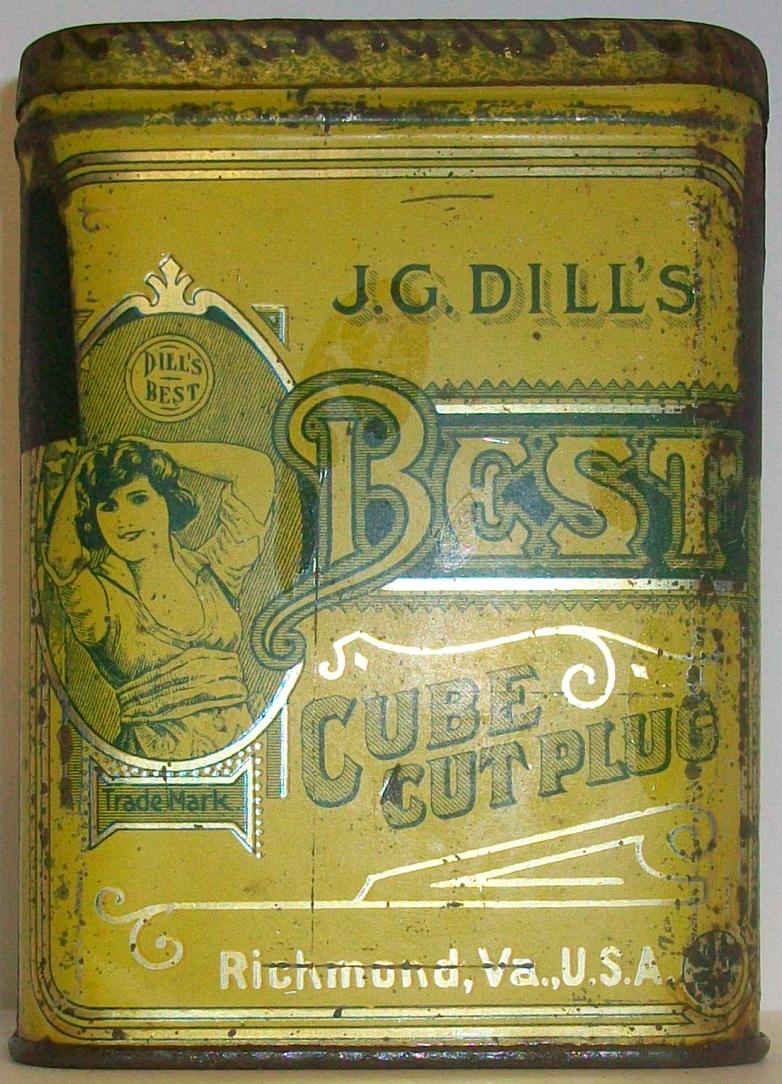 J.G. DILL'S
DILL'S
BEST
BEST
CUBE
CUT PLUG
Trade Mark.
Richmond, Va., U.S.A.